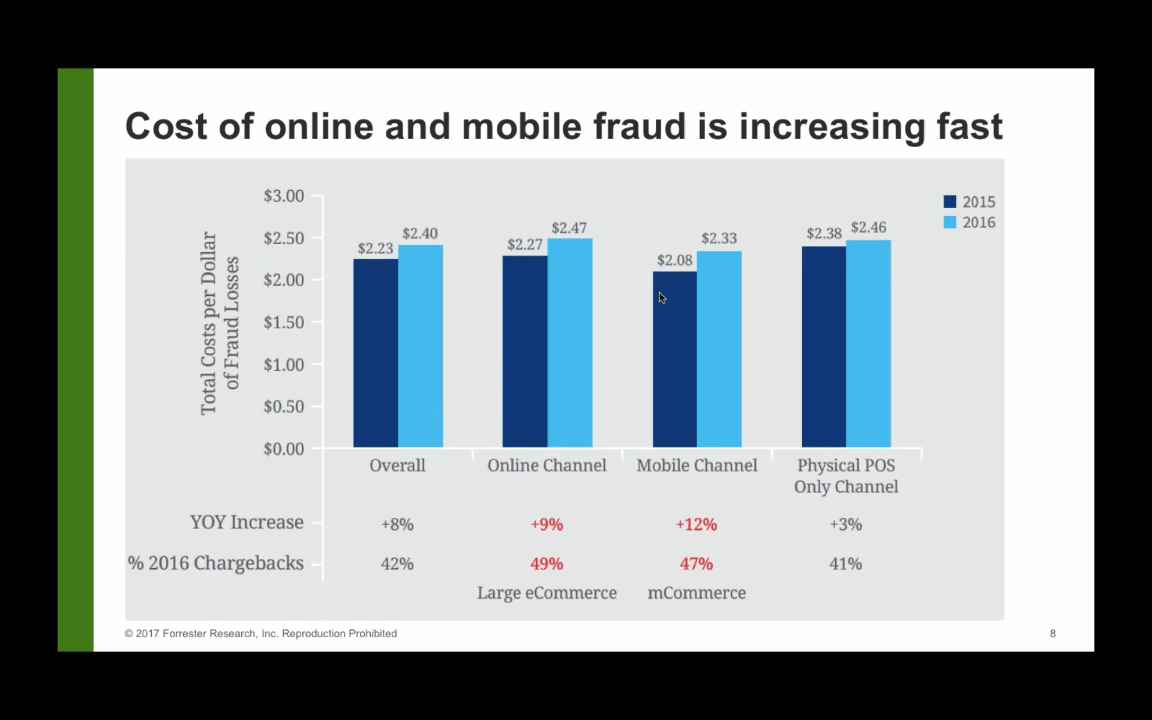 Cost of online and mobile fraud is increasing fast
Total Costs per Dollar
of Fraud Losses
$3.00
$2.50
$2.00
$1.50
$1.00
$0.50
$0.00
2015
2016
$2.23
$2.40
$2.27
$2.47
$2.08
$2.33
$2.38
$2.46
Overall
Online Channel
Mobile Channel
Physical POS
Only Channel
YOY Increase +8% +9% +12% +3%
% 2016 Chargebacks 42% 49% 47% 41%
Large eCommerce mCommerce
© 2017 Forrester Research, Inc. Reproduction Prohibited
8